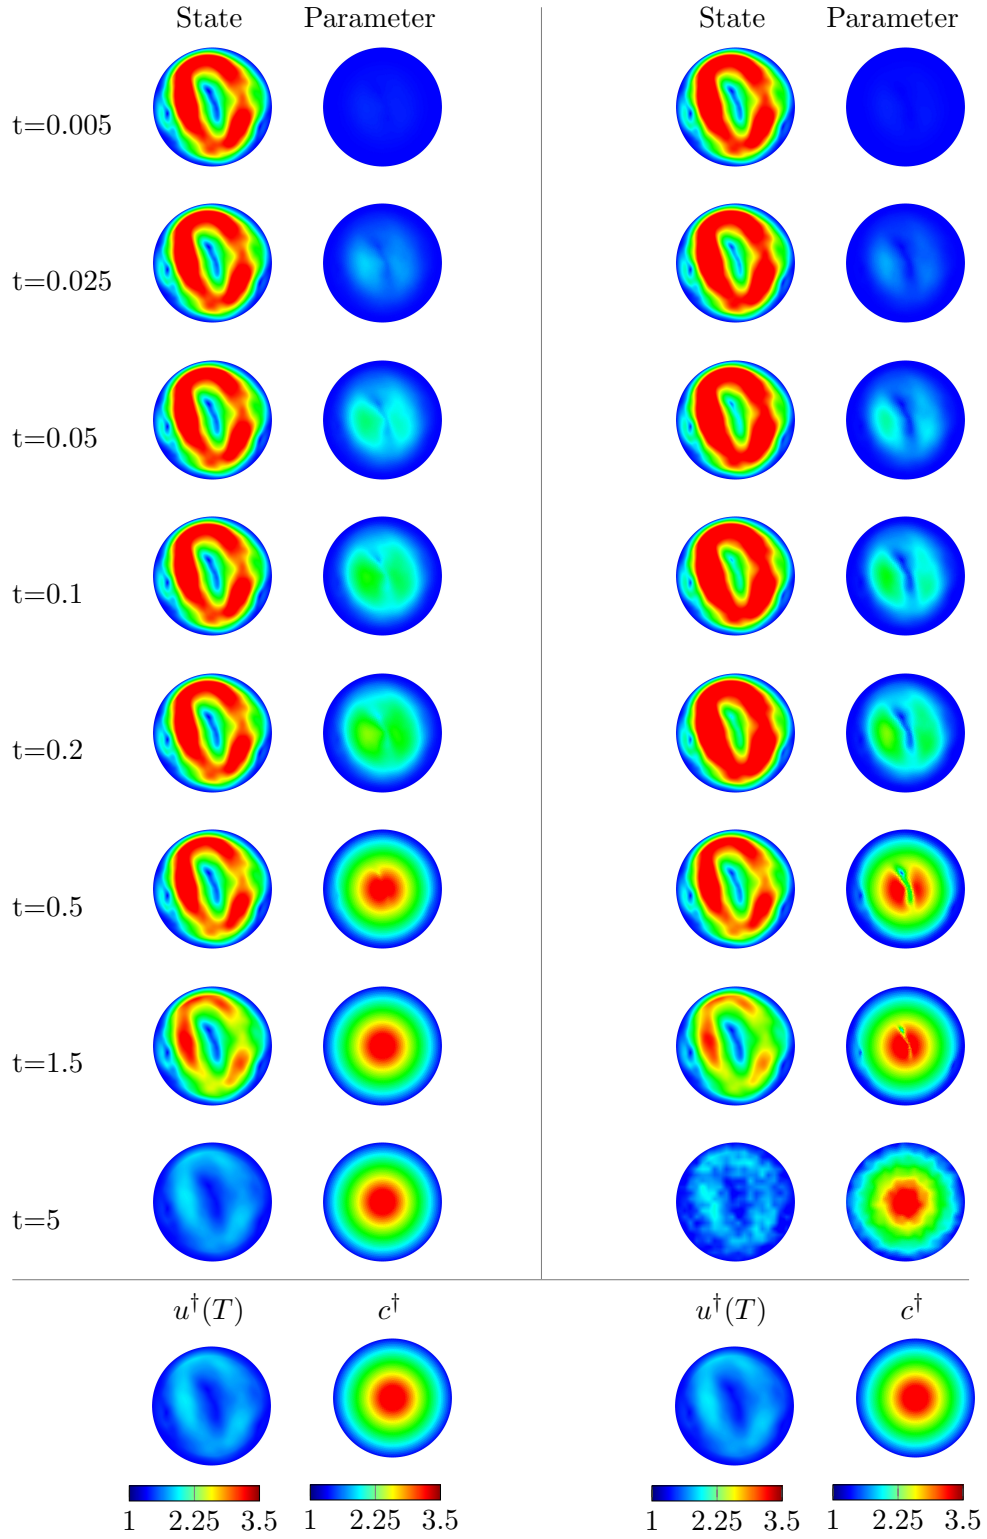 State Parameter State Parameter
t=0.005
t=0.025
t=0.05
t=0.1
t=0.2
t=0.5
t=1.5
t=5
u†(T) c† u†(T) c†
1 2.25 3.5 1 2.25 3.5 1 2.25 3.5 1 2.25 3.5